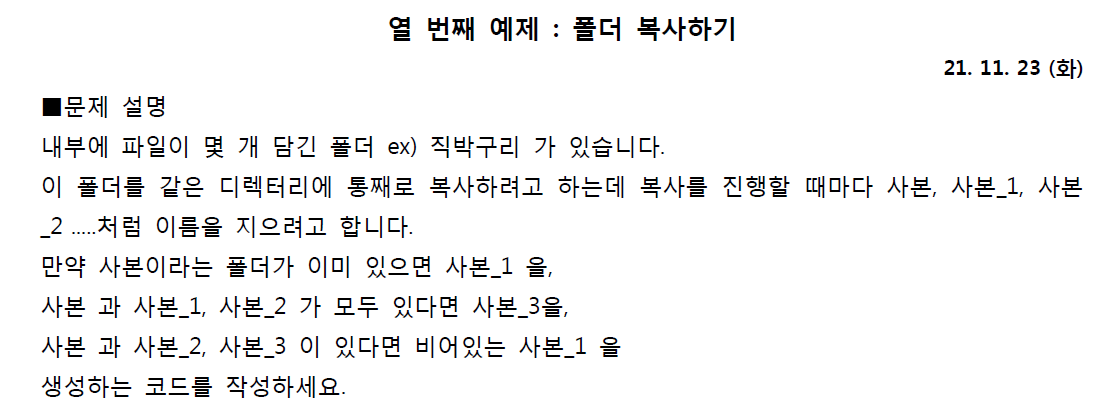 열 번째 예제 : 폴더 복사하기
21. 11. 23 (화)
■문제 설명
내부에 파일이 몇 개 담긴 폴더 ex) 직박구리 가 있습니다.
이 폴더를 같은 디렉터리에 통째로 복사하려고 하는데 복사를 진행할 때마다 사본, 사본_1, 사본
_2 .....처럼 이름을 지으려고 합니다.
만약 사본이라는 폴더가 이미 있으면 사본_1 을,
사본 과 사본_1, 사본_2 가 모두 있다면 사본_3을,
사본 과 사본_2, 사본_3 이 있다면 비어있는 사본_1 을
생성하는 코드를 작성하세요.